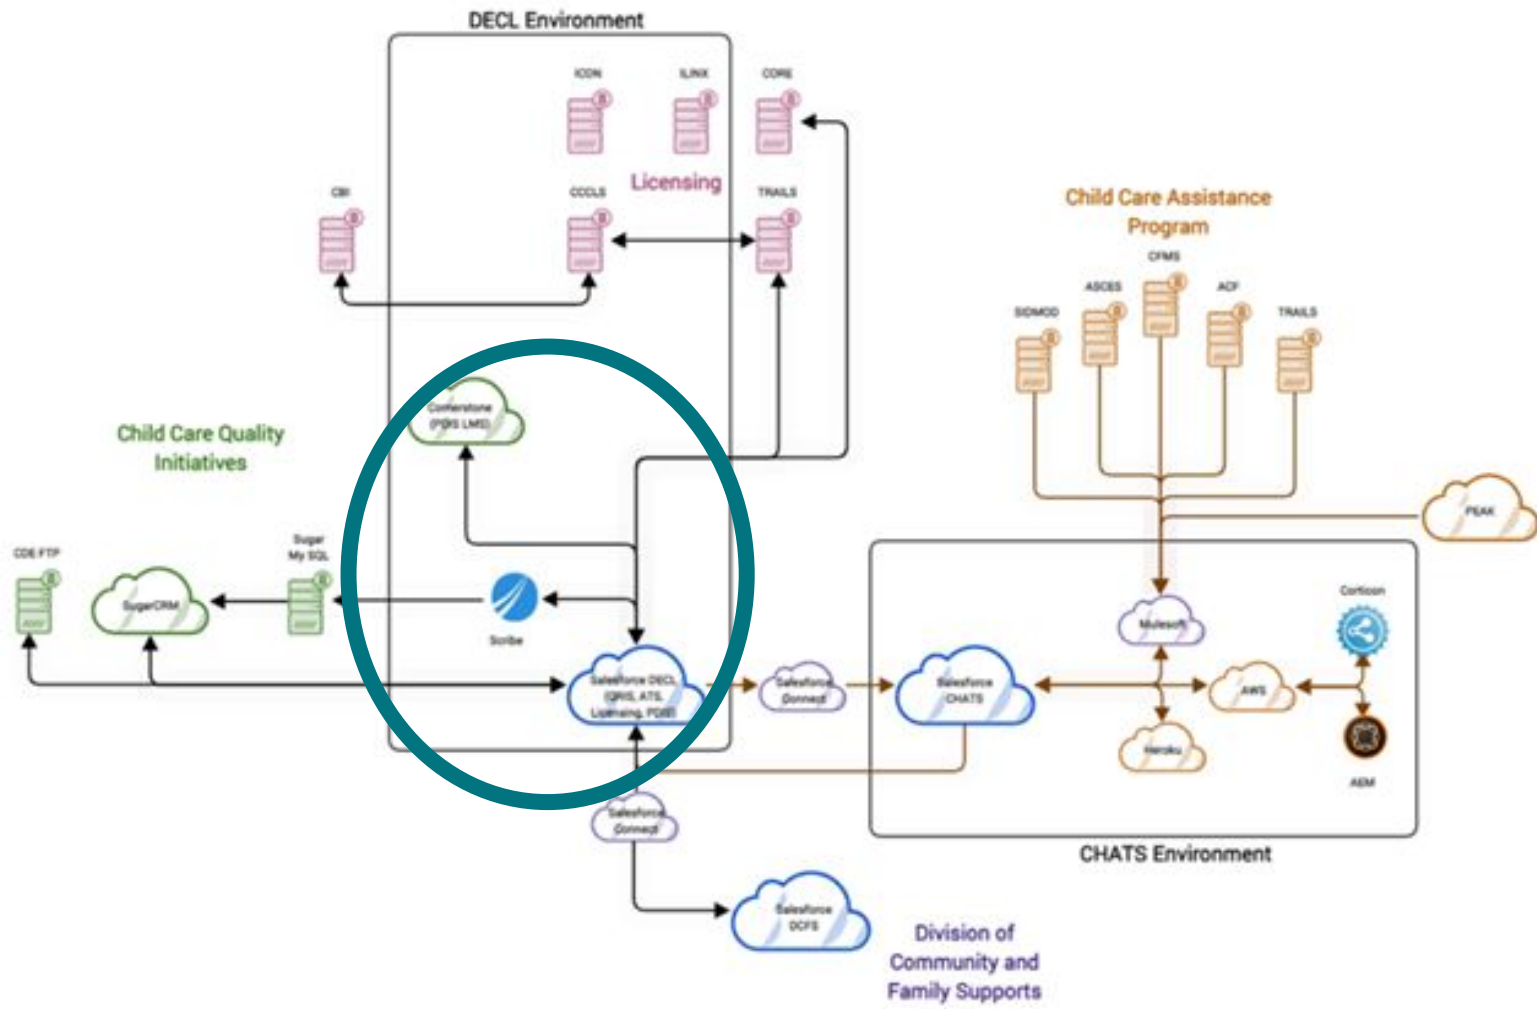 DECL Environment
ICON
ILINX
CORE
Licensing
CBI
CCCLS
TRAILS
Child Care Assistance
Program
CFMS
ASCES
ACF
SIDMOD
TRAILS
Cornerstone
(PDIS LMS)
Child Care Quality
Initiatives
PEAK
CDE FTP
SugarCRM
Sugar
My SQL
Scribe
Mulesoft
Corticon
Salesforce DECL
(QRIS, ATS,
Licensing, PDIS)
Salesforce
Connect
Salesforce
CHATS
AWS
Heroku
AEM
Salesforce
Connect
CHATS Environment
Salesforce
DCFS
Division of
Community and
Family Supports